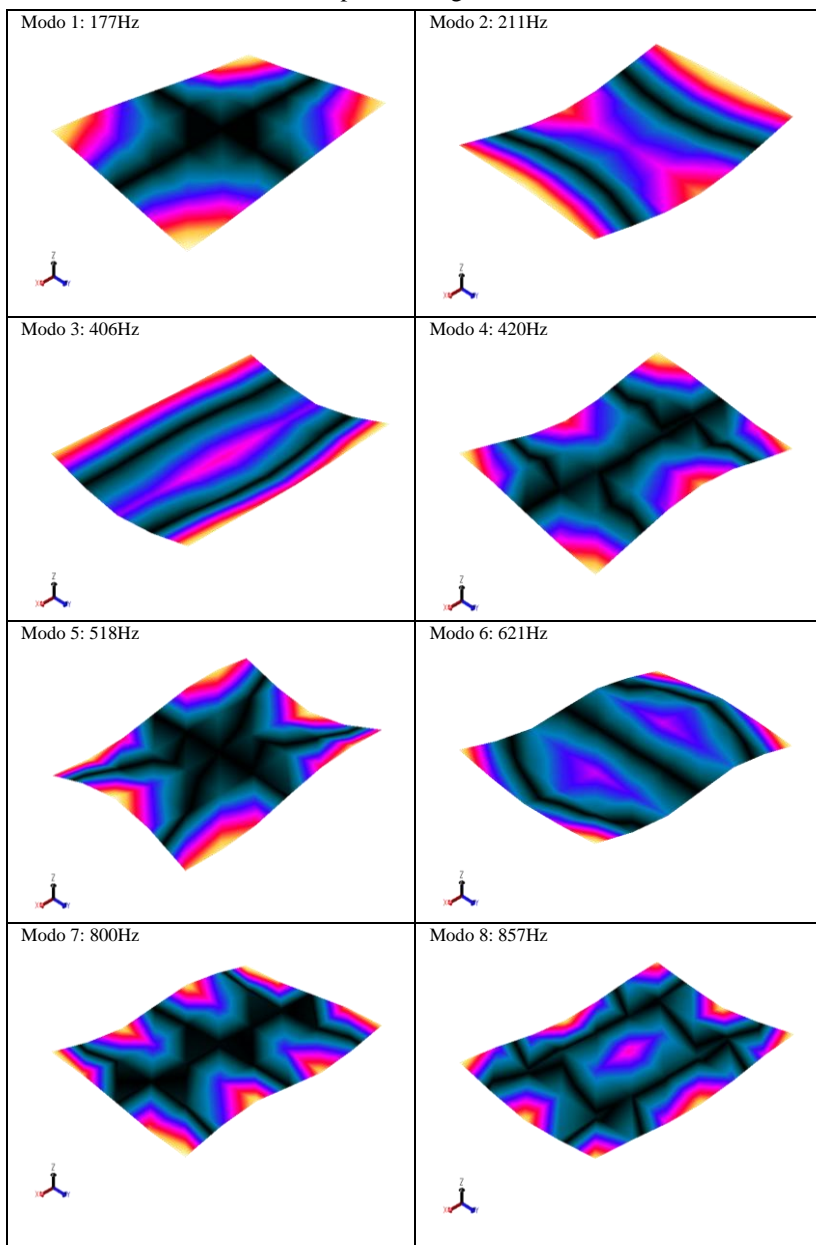 Modo 1: 177Hz
Modo 2: 211Hz
Z
X
Y
Z
X
Y
Modo 3: 406Hz
Modo 4: 420Hz
Z
X
Y
Z
X
Y
Modo 5: 518Hz
Modo 6: 621Hz
Z
X
Y
Z
X
Y
Modo 7: 800Hz
Modo 8: 857Hz
Z
X
Y
Z
X
Y